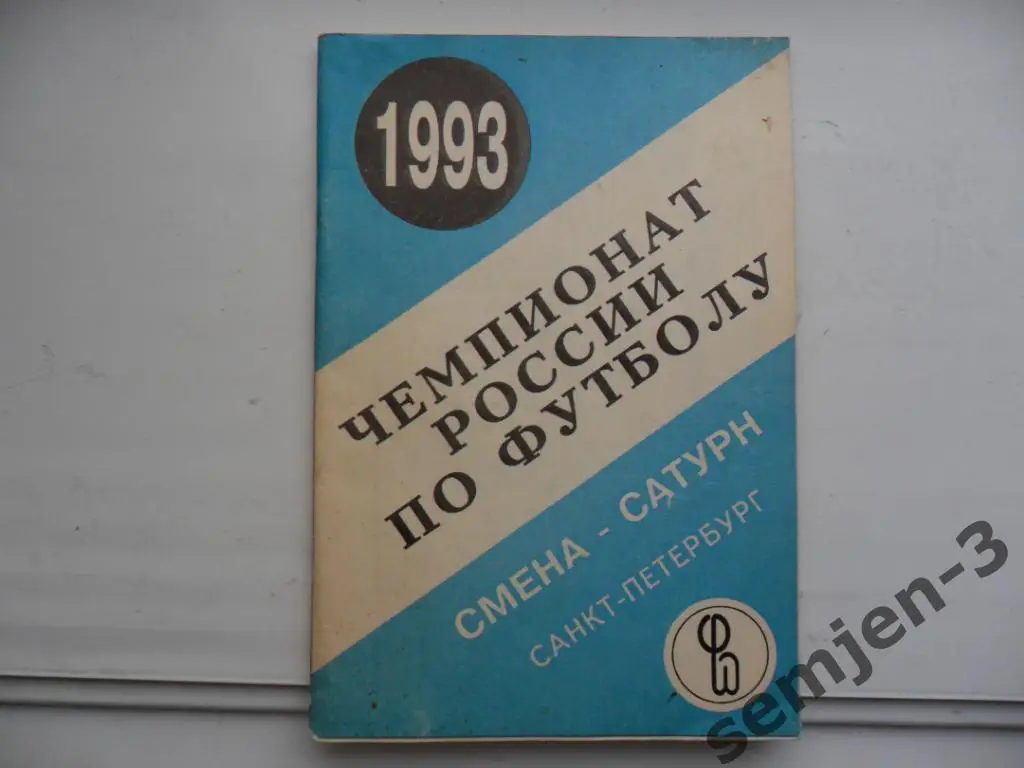 1993
ЧЕМПИОНАТ
РОССИИ
ПО ФУТБОЛУ
СМЕНА - САТУРН
САНКТ-ПЕТЕРБУРГ
semjen-3